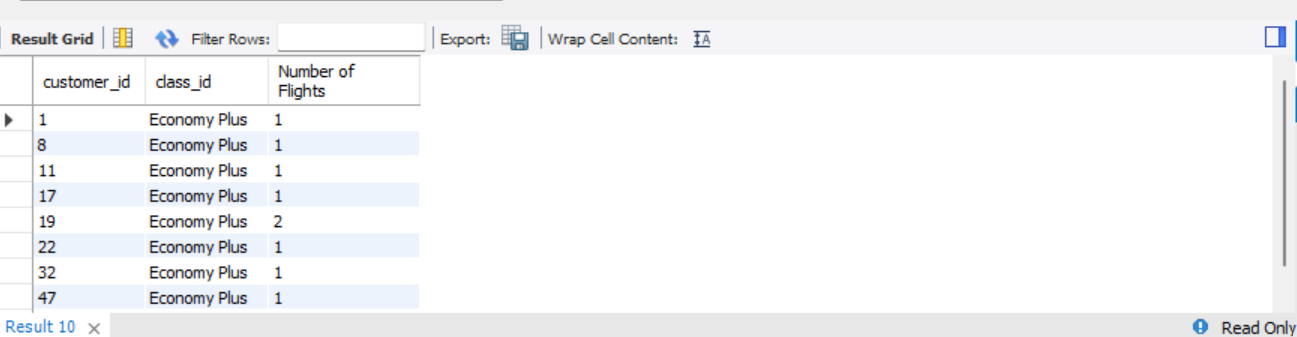 Result Grid Filter Rows: Export: Wrap Cell Content: IA
customer_id class_id Number of
Flights
1 Economy Plus 1
8 Economy Plus 1
11 Economy Plus 1
17 Economy Plus 1
19 Economy Plus 2
22 Economy Plus 1
32 Economy Plus 1
47 Economy Plus 1
Result 10 × Read Only